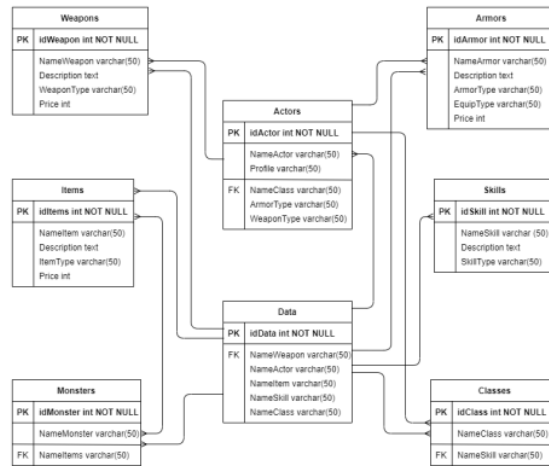 Weapons
PK idWeapon int NOT NULL
NameWeapon varchar(50)
Description text
WeaponType varchar(50)
Price int
Armors
PK idArmor int NOT NULL
NameArmor varchar(50)
Description text
ArmorType varchar(50)
EquipType varchar(50)
Price int
Actors
PK idActor int NOT NULL
NameActor varchar(50)
Profile varchar(50)
FK NameClass varchar(50)
ArmorType varchar(50)
WeaponType varchar(50)
Items
PK idItems int NOT NULL
NameItem varchar(50)
Description text
ItemType varchar(50)
Price int
Skills
PK idSkill int NOT NULL
NameSkill varchar (50)
Description text
SkillType varchar(50)
Data
PK idData int NOT NULL
FK NameWeapon varchar(50)
NameActor varchar(50)
NameItem varchar(50)
NameSkill varchar(50)
NameClass varchar(50)
Monsters
PK idMonster int NOT NULL
NameMonster varchar(50)
FK NameItems varchar(50)
Classes
PK idClass int NOT NULL
NameClass varchar(50)
FK NameSkill varchar(50)